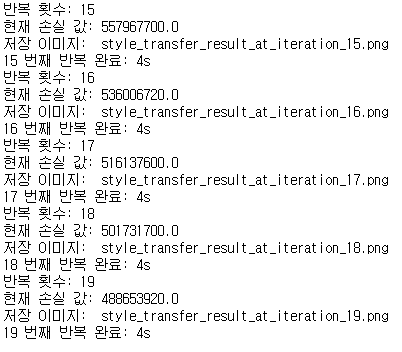 반복 횟수: 15
현재 손실 값: 557967700.0
저장 이미지:  style_transfer_result_at_iteration_15.png
15 번째 반복 완료: 4s
반복 횟수: 16
현재 손실 값: 536006720.0
저장 이미지:  style_transfer_result_at_iteration_16.png
16 번째 반복 완료: 4s
반복 횟수: 17
현재 손실 값: 516137600.0
저장 이미지:  style_transfer_result_at_iteration_17.png
17 번째 반복 완료: 4s
반복 횟수: 18
현재 손실 값: 501731700.0
저장 이미지:  style_transfer_result_at_iteration_18.png
18 번째 반복 완료: 4s
반복 횟수: 19
현재 손실 값: 488653920.0
저장 이미지:  style_transfer_result_at_iteration_19.png
19 번째 반복 완료: 4s